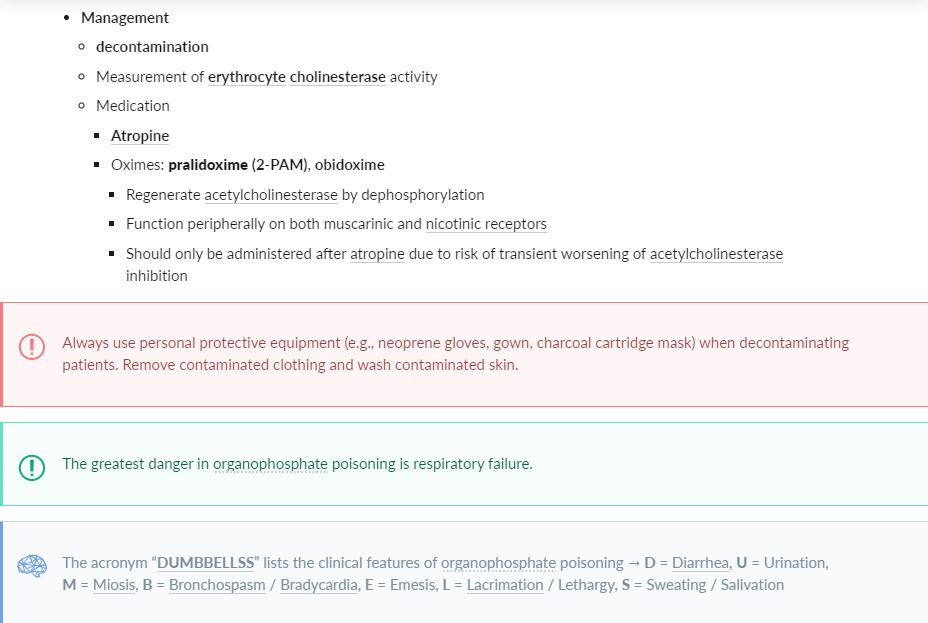 Management
decontamination
Measurement of erythrocyte cholinesterase activity
Medication
Atropine
Oximes: pralidoxime (2-PAM), obidoxime
Regenerate acetylcholinesterase by dephosphorylation
Function peripherally on both muscarinic and nicotinic receptors
Should only be administered after atropine due to risk of transient worsening of acetylcholinesterase
inhibition
Always use personal protective equipment (e.g., neoprene gloves, gown, charcoal cartridge mask) when decontaminating
patients. Remove contaminated clothing and wash contaminated skin.
The greatest danger in organophosphate poisoning is respiratory failure.
The acronym “DUMBBELLSS” lists the clinical features of organophosphate poisoning → D = Diarrhea, U = Urination,
M = Miosis, B = Bronchospasm / Bradycardia, E = Emesis, L = Lacrimation / Lethargy, S = Sweating / Salivation